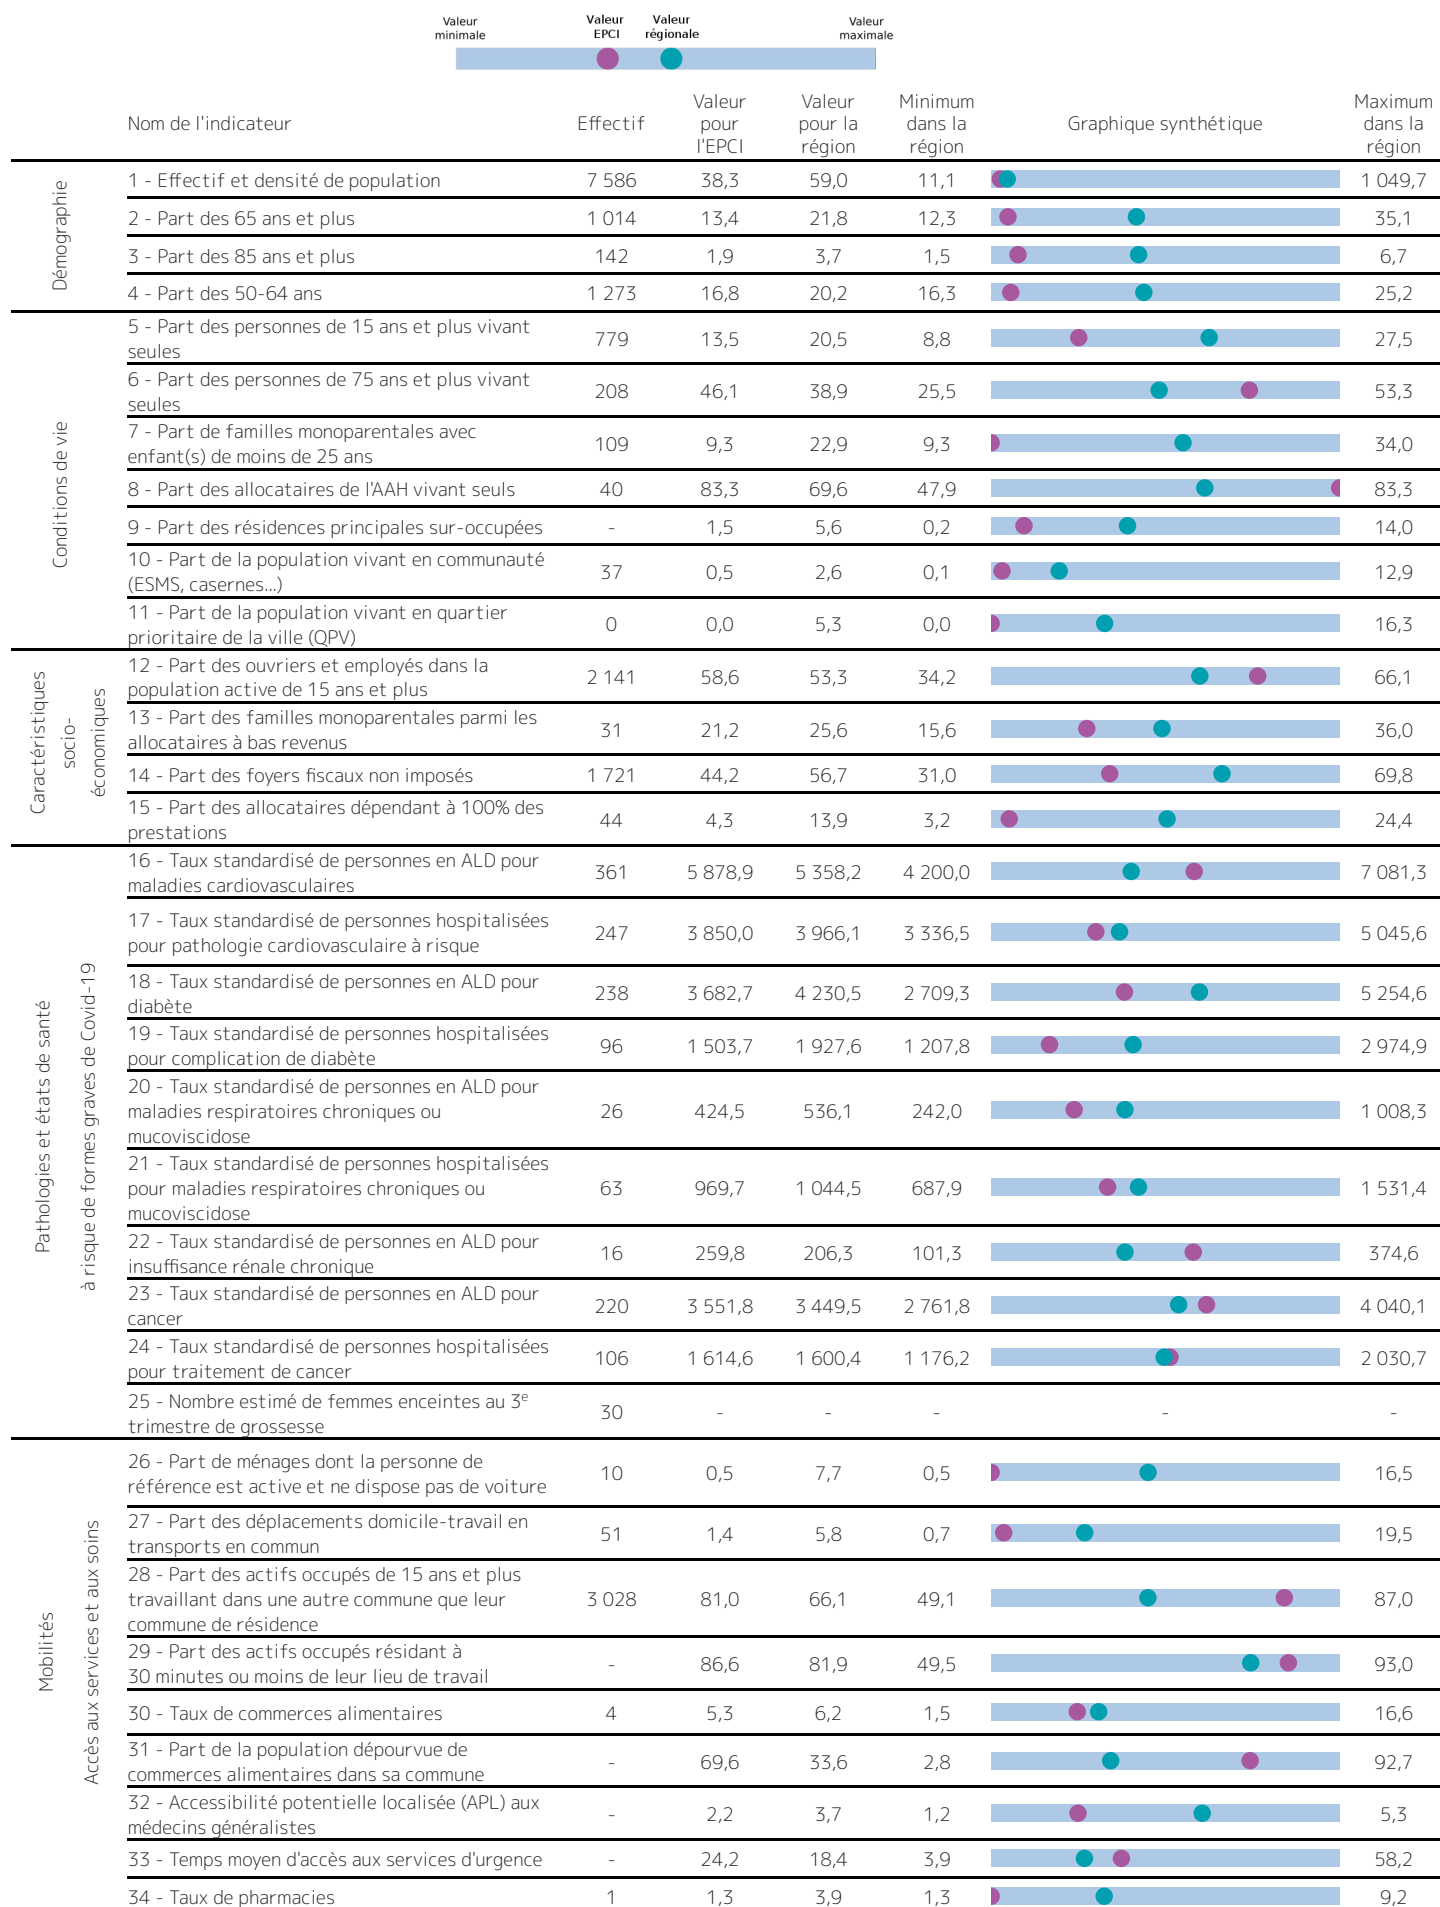 Valeur minimale
Valeur EPCI
Valeur régionale
Valeur maximale
Nom de l'indicateur
Effectif
Valeur pour l'EPCI
Valeur pour la région
Minimum dans la région
Graphique synthétique
Maximum dans la région
Démographie
1 - Effectif et densité de population 7 586 38,3 59,0 11,1 1 049,7
2 - Part des 65 ans et plus 1 014 13,4 21,8 12,3 35,1
3 - Part des 85 ans et plus 142 1,9 3,7 1,5 6,7
4 - Part des 50-64 ans 1 273 16,8 20,2 16,3 25,2
Conditions de vie
5 - Part des personnes de 15 ans et plus vivant
seules 779 13,5 20,5 8,8 27,5
6 - Part des personnes de 75 ans et plus vivant
seules 208 46,1 38,9 25,5 53,3
7 - Part de familles monoparentales avec
enfant(s) de moins de 25 ans 109 9,3 22,9 9,3 34,0
8 - Part des allocataires de l'AAH vivant seuls 40 83,3 69,6 47,9 83,3
9 - Part des résidences principales sur-occupées - 1,5 5,6 0,2 14,0
10 - Part de la population vivant en communauté
(ESMS, casernes...) 37 0,5 2,6 0,1 12,9
11 - Part de la population vivant en quartier
prioritaire de la ville (QPV) 0 0,0 5,3 0,0 16,3
Caractéristiques
socio-
économiques
12 - Part des ouvriers et employés dans la
population active de 15 ans et plus 2 141 58,6 53,3 34,2 66,1
13 - Part des familles monoparentales parmi les
allocataires à bas revenus 31 21,2 25,6 15,6 36,0
14 - Part des foyers fiscaux non imposés 1 721 44,2 56,7 31,0 69,8
15 - Part des allocataires dépendant à 100% des
prestations 44 4,3 13,9 3,2 24,4
Pathologies et états de santé
à risque de formes graves de Covid-19
16 - Taux standardisé de personnes en ALD pour
maladies cardiovasculaires 361 5 878,9 5 358,2 4 200,0 7 081,3
17 - Taux standardisé de personnes hospitalisées
pour pathologie cardiovasculaire à risque 247 3 850,0 3 966,1 3 336,5 5 045,6
18 - Taux standardisé de personnes en ALD pour
diabète 238 3 682,7 4 230,5 2 709,3 5 254,6
19 - Taux standardisé de personnes hospitalisées
pour complication de diabète 96 1 503,7 1 927,6 1 207,8 2 974,9
20 - Taux standardisé de personnes en ALD pour
maladies respiratoires chroniques ou
mucoviscidose 26 424,5 536,1 242,0 1 008,3
21 - Taux standardisé de personnes hospitalisées
pour maladies respiratoires chroniques ou
mucoviscidose 63 969,7 1 044,5 687,9 1 531,4
22 - Taux standardisé de personnes en ALD pour
insuffisance rénale chronique 16 259,8 206,3 101,3 374,6
23 - Taux standardisé de personnes en ALD pour
cancer 220 3 551,8 3 449,5 2 761,8 4 040,1
24 - Taux standardisé de personnes hospitalisées
pour traitement de cancer 106 1 614,6 1 600,4 1 176,2 2 030,7
25 - Nombre estimé de femmes enceintes au 3e
trimestre de grossesse 30 - - - - -
Mobilités
Accès aux services et aux soins
26 - Part de ménages dont la personne de
référence est active et ne dispose pas de voiture 10 0,5 7,7 0,5 16,5
27 - Part des déplacements domicile-travail en
transports en commun 51 1,4 5,8 0,7 19,5
28 - Part des actifs occupés de 15 ans et plus
travaillant dans une autre commune que leur
commune de résidence 3 028 81,0 66,1 49,1 87,0
29 - Part des actifs occupés résidant à
30 minutes ou moins de leur lieu de travail - 86,6 81,9 49,5 93,0
30 - Taux de commerces alimentaires 4 5,3 6,2 1,5 16,6
31 - Part de la population dépourvue de
commerces alimentaires dans sa commune - 69,6 33,6 2,8 92,7
32 - Accessibilité potentielle localisée (APL) aux
médecins généralistes - 2,2 3,7 1,2 5,3
33 - Temps moyen d'accès aux services d'urgence - 24,2 18,4 3,9 58,2
34 - Taux de pharmacies 1 1,3 3,9 1,3 9,2